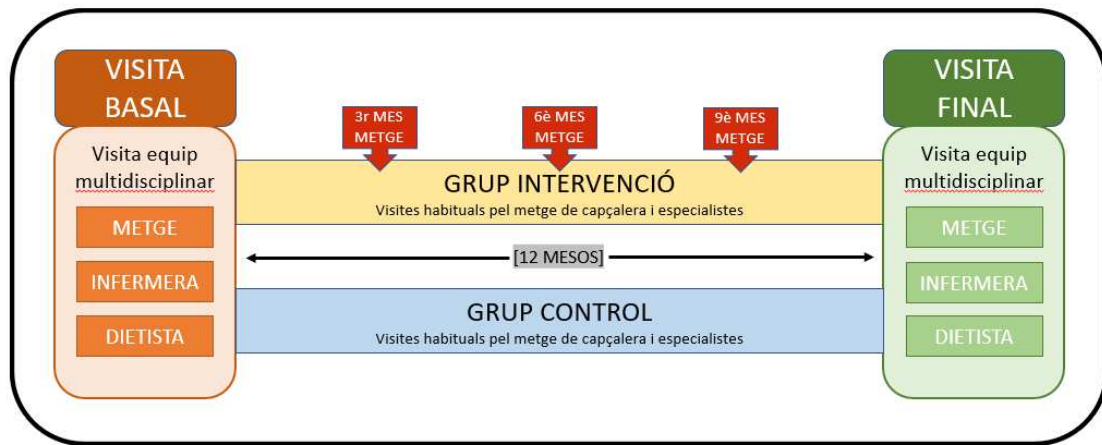 VISITA
BASAL
Visita equip
multidisciplinar
METGE
INFERMERA
DIETISTA
3r MES
METGE
6è MES
METGE
9è MES
METGE
GRUP INTERVENCIÓ
Visites habituals pel metge de capçalera i especialistes
[12 MESOS]
GRUP CONTROL
Visites habituals pel metge de capçalera i especialistes
VISITA
FINAL
Visita equip
multidisciplinar
METGE
INFERMERA
DIETISTA